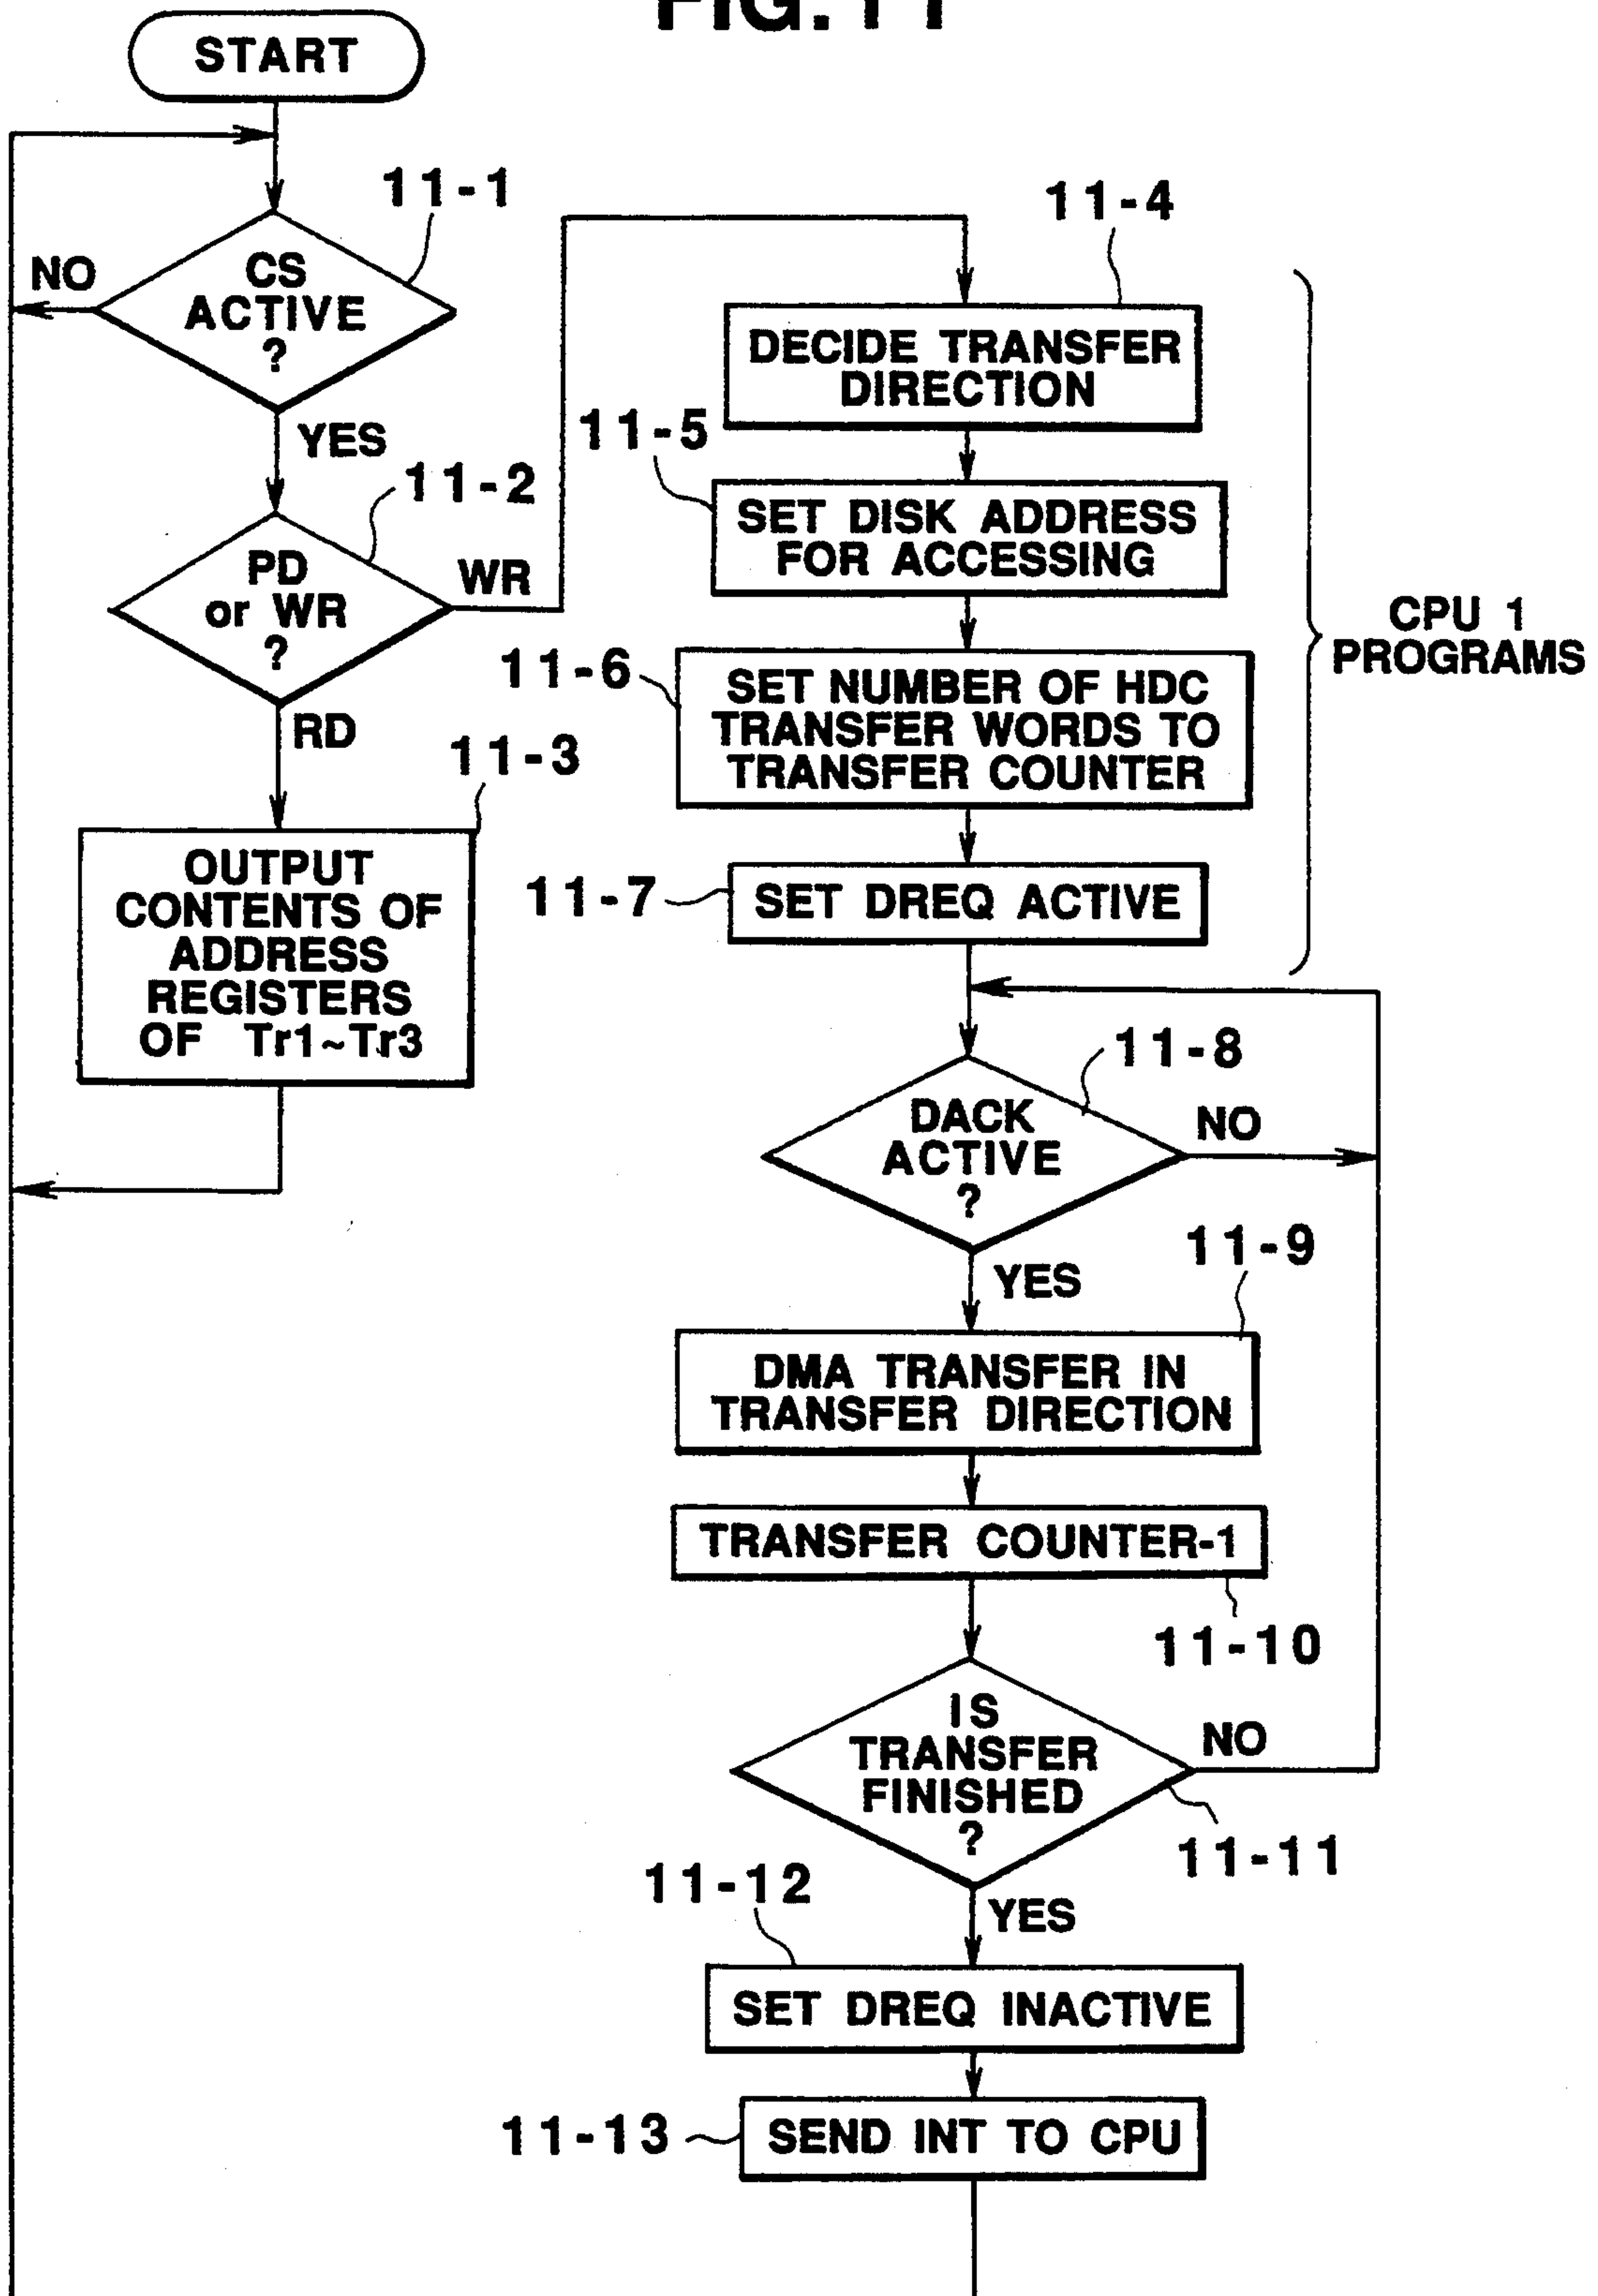 FIG. 11
START
11-1
CS
ACTIVE
?
NO
YES
11-2
PD
or WR
?
WR
RD
11-3
OUTPUT
CONTENTS OF
ADDRESS
REGISTERS
OF Tr1~Tr3
11-4
DECIDE TRANSFER
DIRECTION
11-5
SET DISK ADDRESS
FOR ACCESSING
11-6
SET NUMBER OF HDC
TRANSFER WORDS TO
TRANSFER COUNTER
11-7
SET DREQ ACTIVE
CPU 1
PROGRAMS
11-8
DACK
ACTIVE
?
NO
YES
11-9
DMA TRANSFER IN
TRANSFER DIRECTION
TRANSFER COUNTER-1
11-10
IS
TRANSFER
FINISHED
?
NO
11-11
YES
11-12
SET DREQ INACTIVE
11-13
SEND INT TO CPU